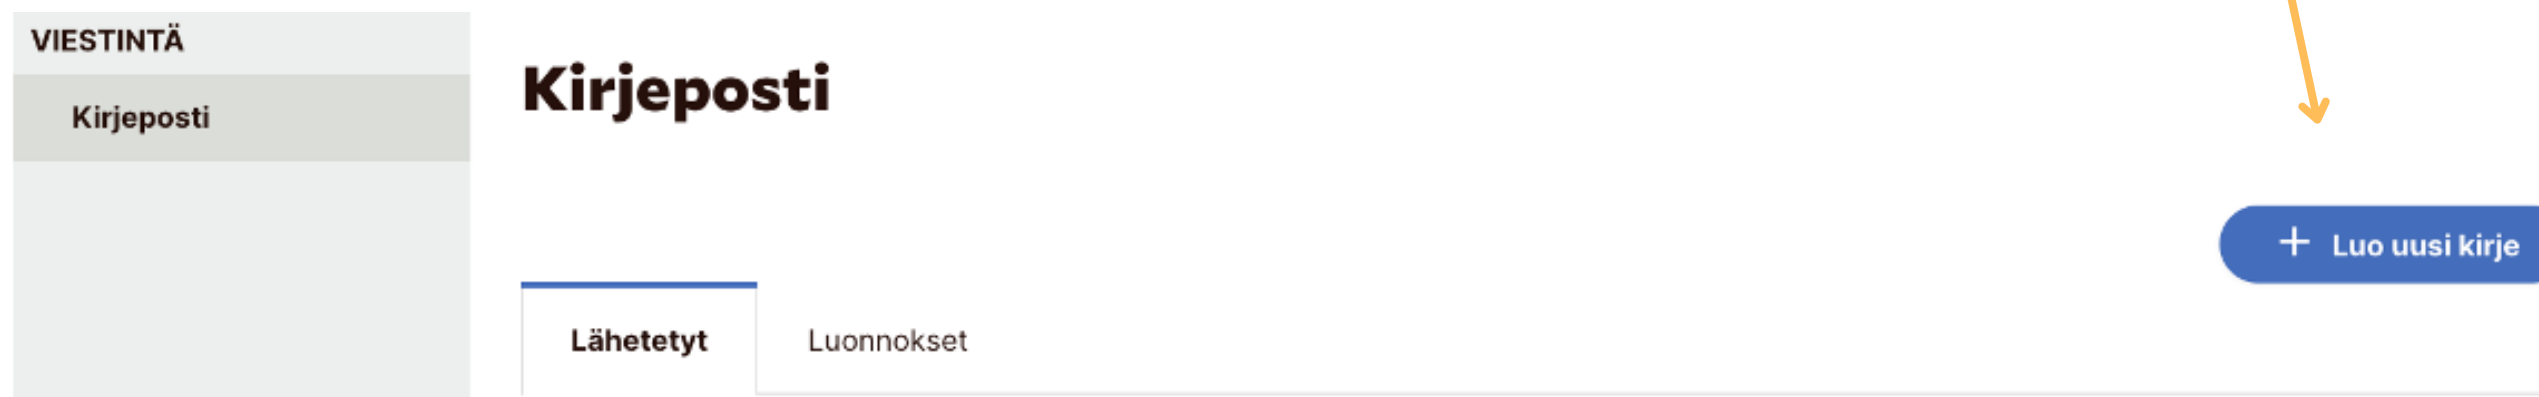 VIESTINTÄ
Kirjeposti
Kirjeposti
+ Luo uusi kirje
Lähetetyt
Luonnokset